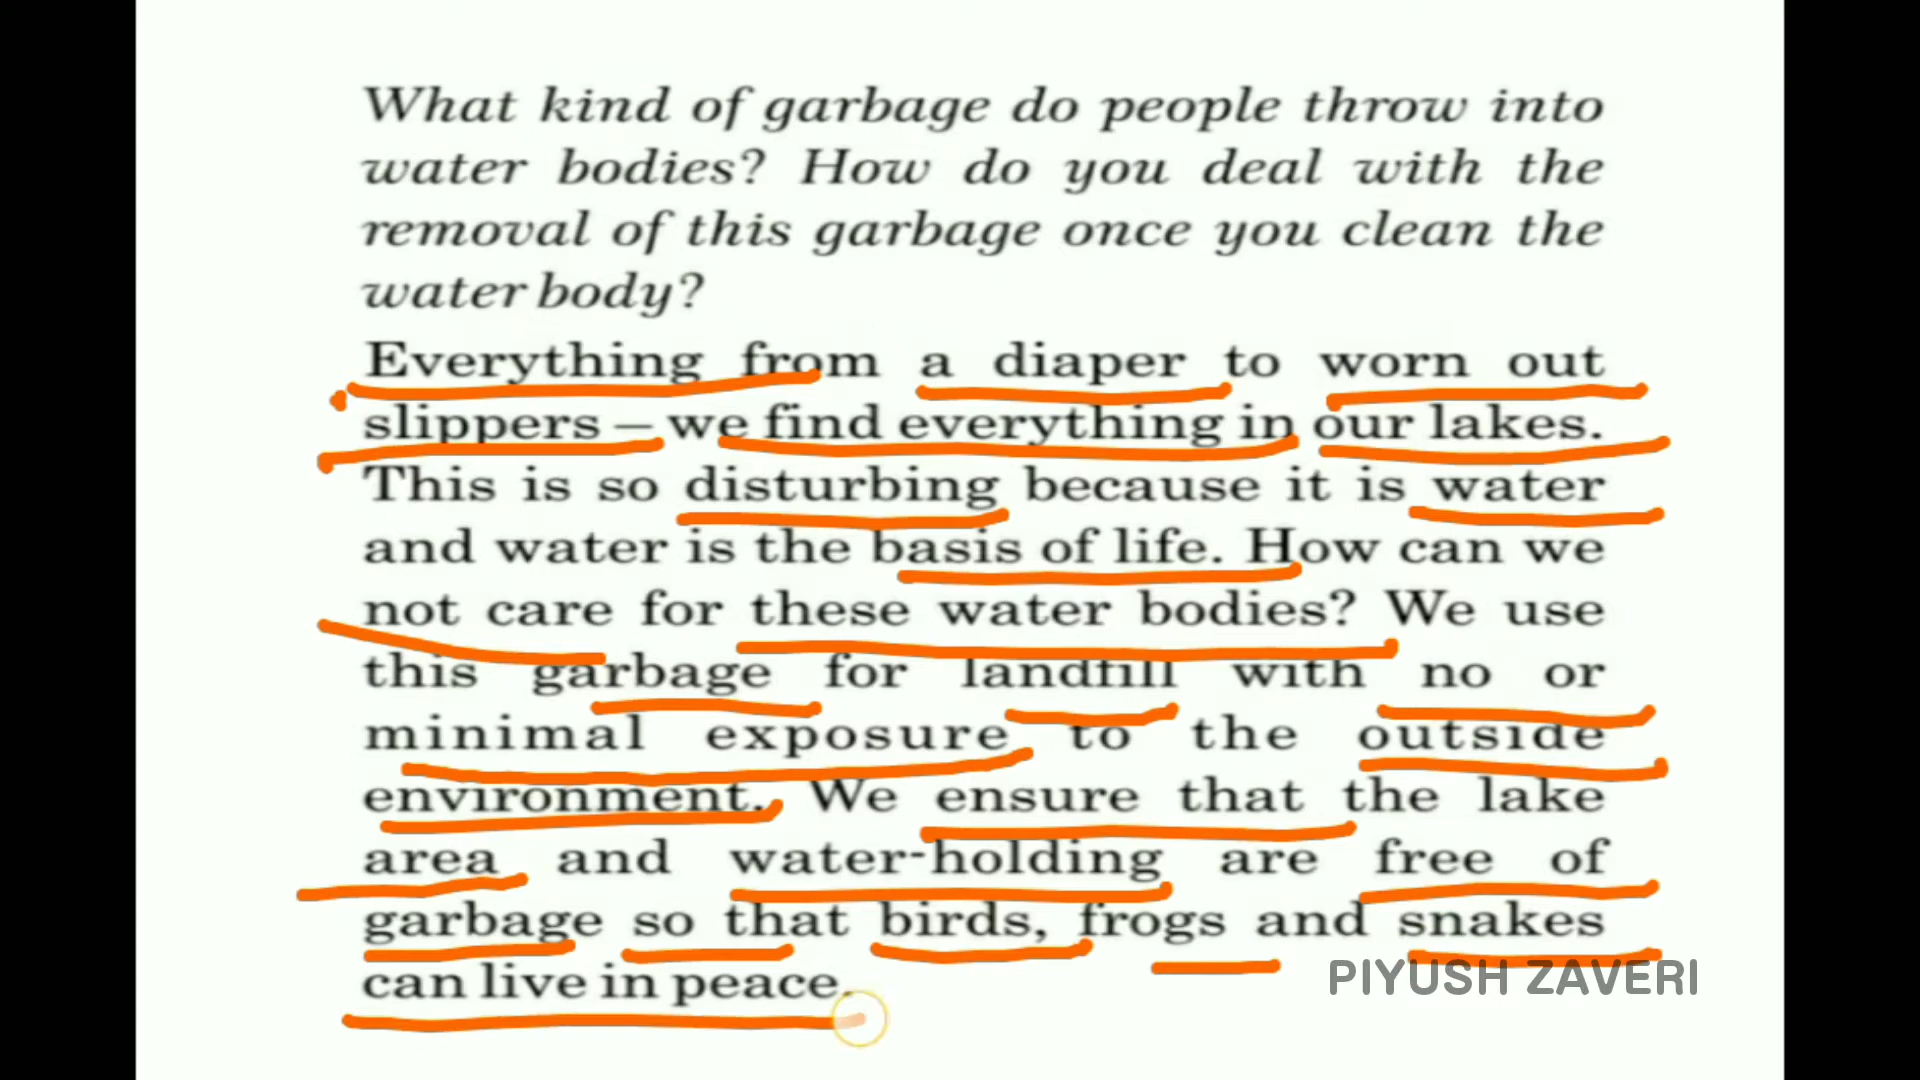 What kind of garbage do people throw into
water bodies? How do you deal with the
removal of this garbage once you clean the
water body?
Everything from a diaper to worn out
slippers – we find everything in our lakes.
This is so disturbing because it is water
and water is the basis of life. How can we
not care for these water bodies? We use
this garbage for landfill with no or
minimal exposure to the outside
environment. We ensure that the lake
area and water-holding are free of
garbage so that birds, frogs and snakes
can live in peace.
PIYUSH ZAVERI